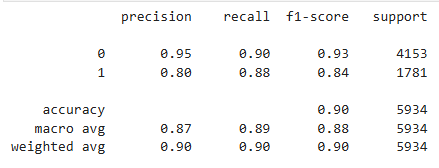 precision recall f1-score support
0 0.95 0.90 0.93 4153
1 0.80 0.88 0.84 1781
accuracy 0.90 5934
macro avg 0.87 0.89 0.88 5934
weighted avg 0.90 0.90 0.90 5934